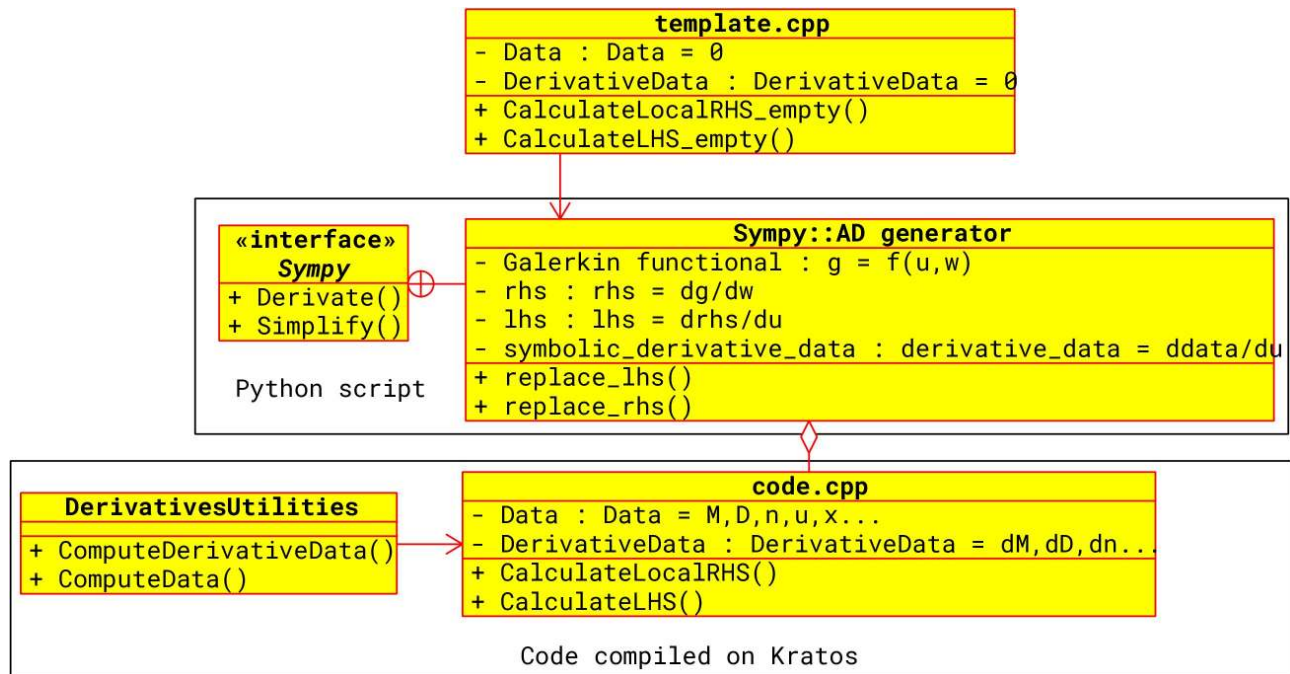 template.cpp
- Data : Data = 0
- DerivativeData : DerivativeData = 0
+ CalculateLocalRHS_empty()
+ CalculateLHS_empty()
«interface»
Sympy
+ Derivate()
+ Simplify()
Python script
Sympy::AD generator
- Galerkin functional : g = f(u,w)
- rhs : rhs = dg/dw
- lhs : lhs = drhs/du
- symbolic_derivative_data : derivative_data = ddata/du
+ replace_lhs()
+ replace_rhs()
DerivativesUtilities
+ ComputeDerivativeData()
+ ComputeData()
code.cpp
- Data : Data = M,D,n,u,x...
- DerivativeData : DerivativeData = dM,dD,dn...
+ CalculateLocalRHS()
+ CalculateLHS()
Code compiled on Kratos